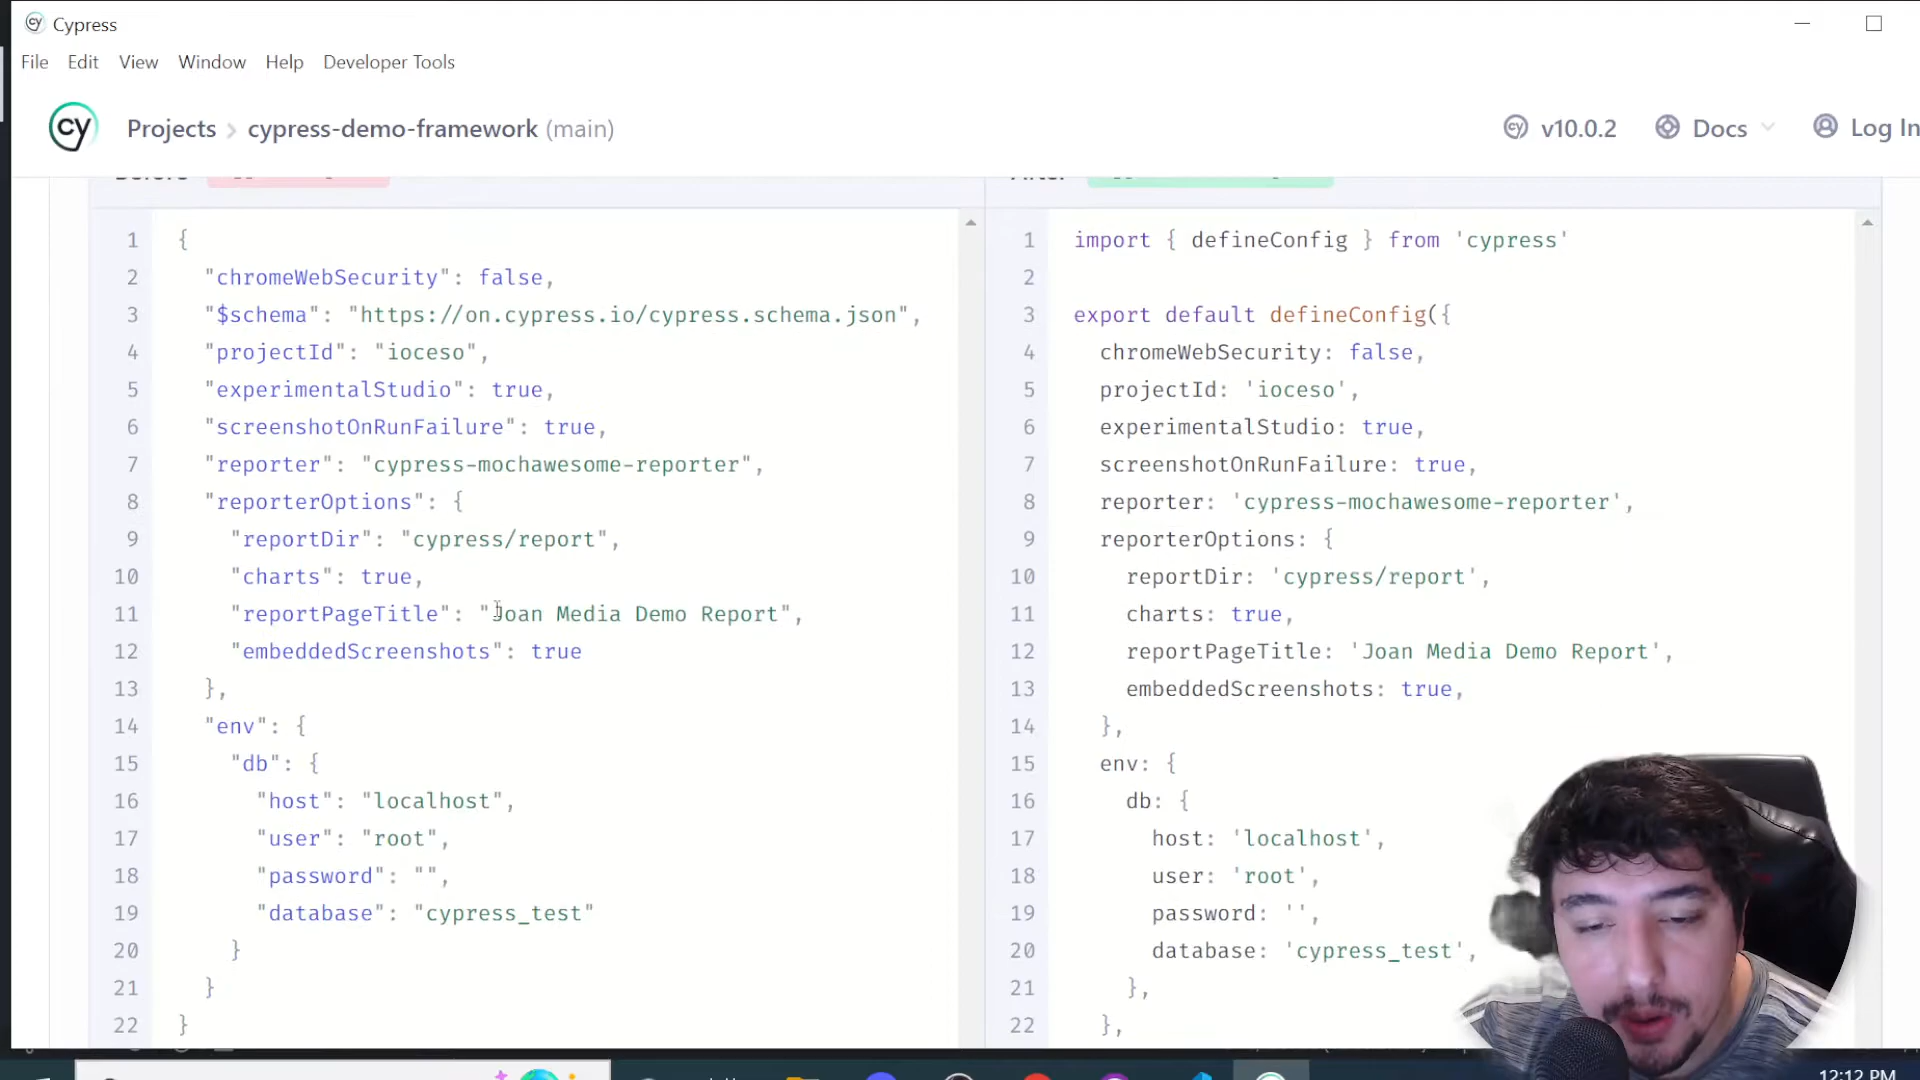 Cypress
File Edit View Window Help Developer Tools
cy Projects > cypress-demo-framework (main) v10.0.2 Docs Log In
1 {
2 "chromeWebSecurity": false,
3 "$schema": "https://on.cypress.io/cypress.schema.json",
4 "projectId": "ioceso",
5 "experimentalStudio": true,
6 "screenshotOnRunFailure": true,
7 "reporter": "cypress-mochawesome-reporter",
8 "reporterOptions": {
9 "reportDir": "cypress/report",
10 "charts": true,
11 "reportPageTitle": "Joan Media Demo Report",
12 "embeddedScreenshots": true
13 },
14 "env": {
15 "db": {
16 "host": "localhost",
17 "user": "root",
18 "password": "",
19 "database": "cypress_test"
20 }
21 }
22 }
1 import { defineConfig } from 'cypress'
2
3 export default defineConfig({
4 chromeWebSecurity: false,
5 projectId: 'ioceso',
6 experimentalStudio: true,
7 screenshotOnRunFailure: true,
8 reporter: 'cypress-mochawesome-reporter',
9 reporterOptions: {
10 reportDir: 'cypress/report',
11 charts: true,
12 reportPageTitle: 'Joan Media Demo Report',
13 embeddedScreenshots: true,
14 },
15 env: {
16 db: {
17 host: 'localhost',
18 user: 'root',
19 password: '',
20 database: 'cypress_test',
21 },
22 },
12:12 PM